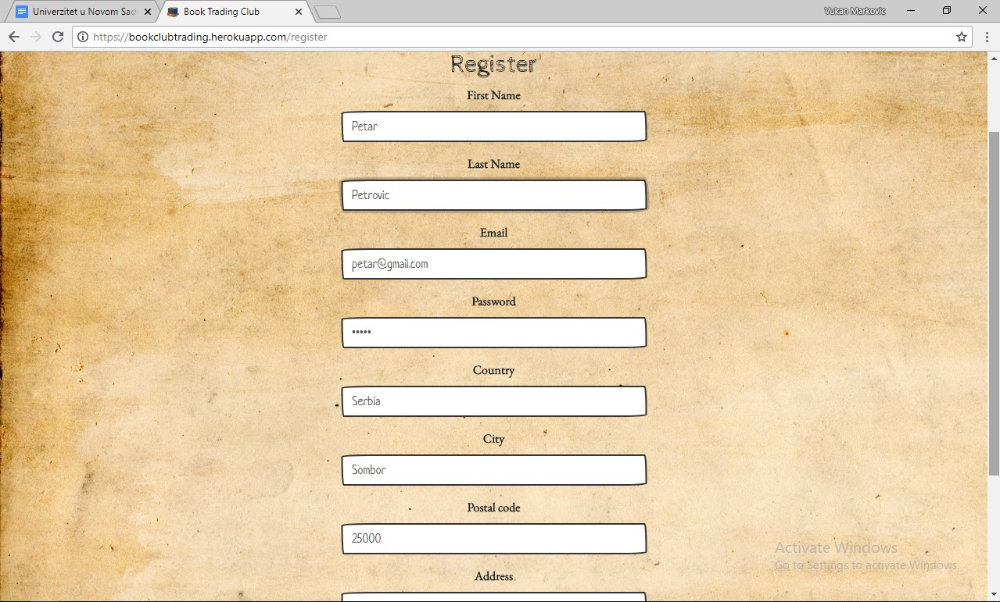 Univerzitet u Novom Sad
Book Trading Club
Vukan Markovic
https://bookclubtrading.herokuapp.com/register
Register
First Name
Petar
Last Name
Petrovic
Email
petar@gmail.com
Password
•••••
Country
Serbia
City
Sombor
Postal code
25000
Activate Windows
Go to Settings to activate Windows.
Address